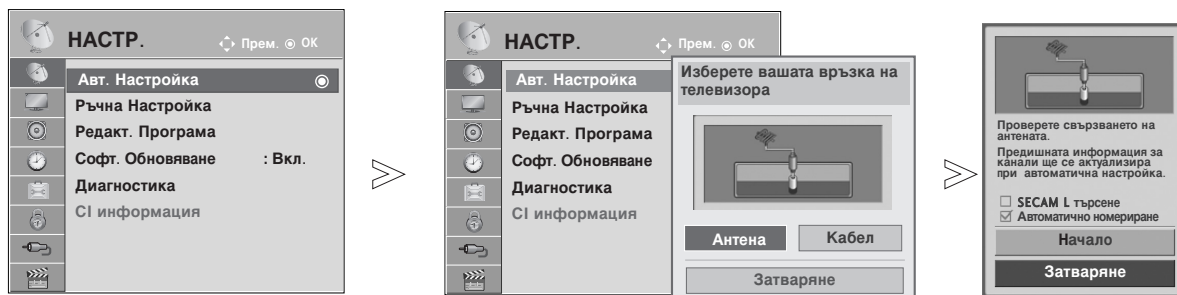 НАСТР.
Прем. OK
Авт. Настройка
Ръчна Настройка
Редакт. Програма
Софт. Обновяване : Вкл.
Диагностика
CI информация
НАСТР.
Прем. OK
Авт. Настройка
Ръчна Настройка
Редакт. Програма
Софт. Обновяване
Диагностика
CI информация
Изберете вашата връзка на
телевизора
Антена
Кабел
Затваряне
Проверете свързването на
антената.
Предишната информация за
канали ще се актуализира
при автоматична настройка.
SECAM L търсене
Автоматично номериране
Начало
Затваряне